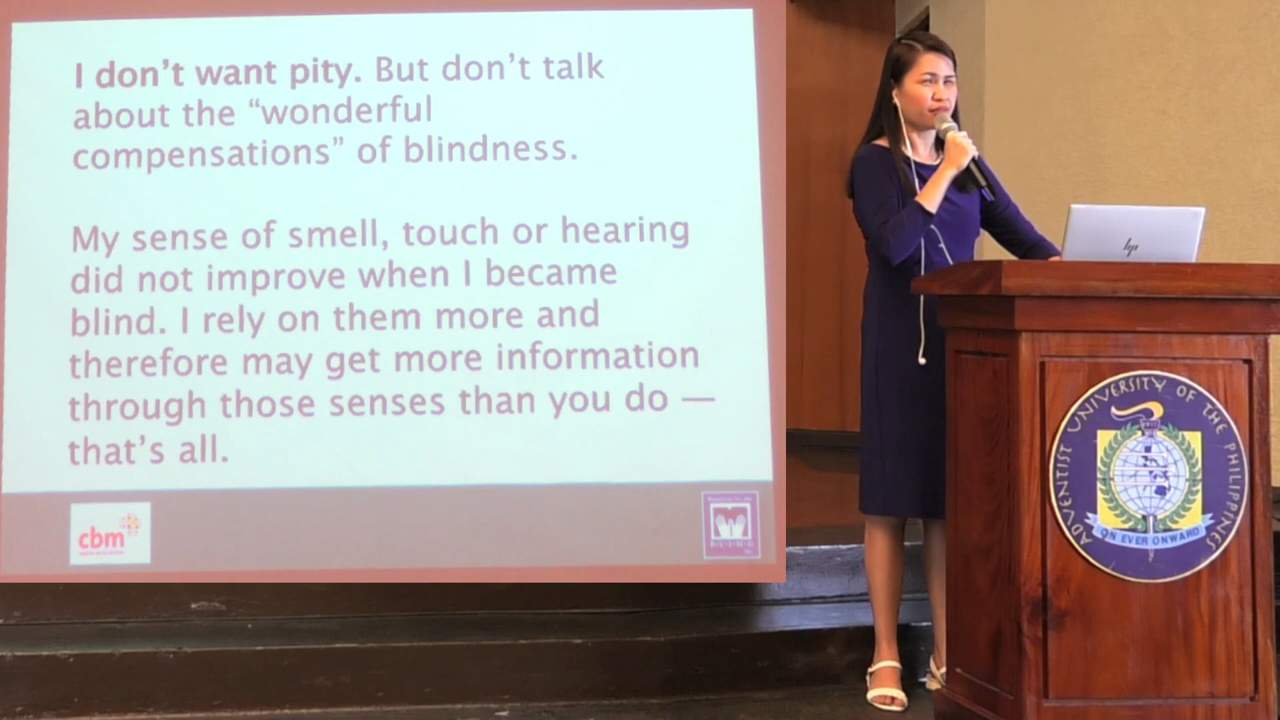 I don’t want pity. But don’t talk
about the “wonderful
compensations” of blindness.
My sense of smell, touch or hearing
did not improve when I became
blind. I rely on them more and
therefore may get more information
through those senses than you do —
that’s all.
cbm
B·L·I·N·D
hp
ADVENTIST UNIVERSITY OF THE PHILIPPINES
ON EVER ONWARD